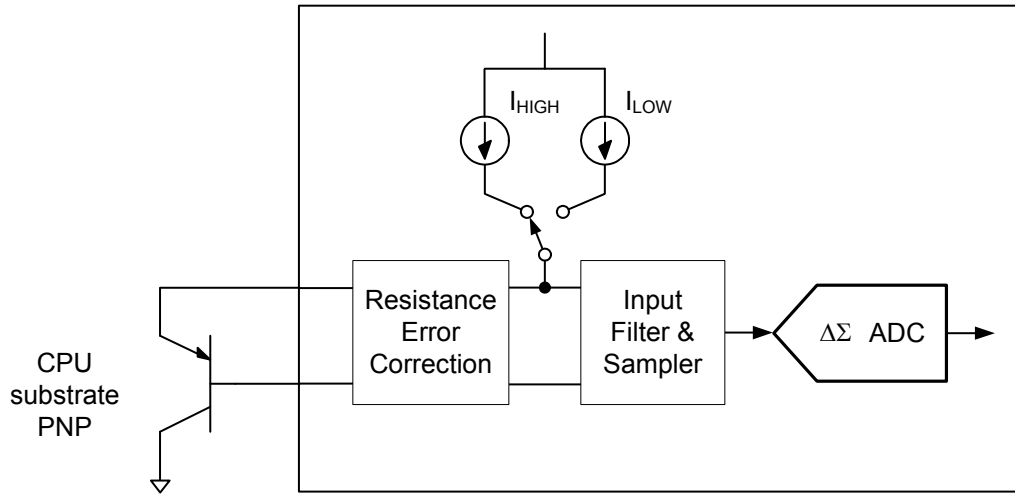 I_HIGH
I_LOW
Resistance
Error
Correction
Input
Filter &
Sampler
ΔΣ ADC
CPU
substrate
PNP